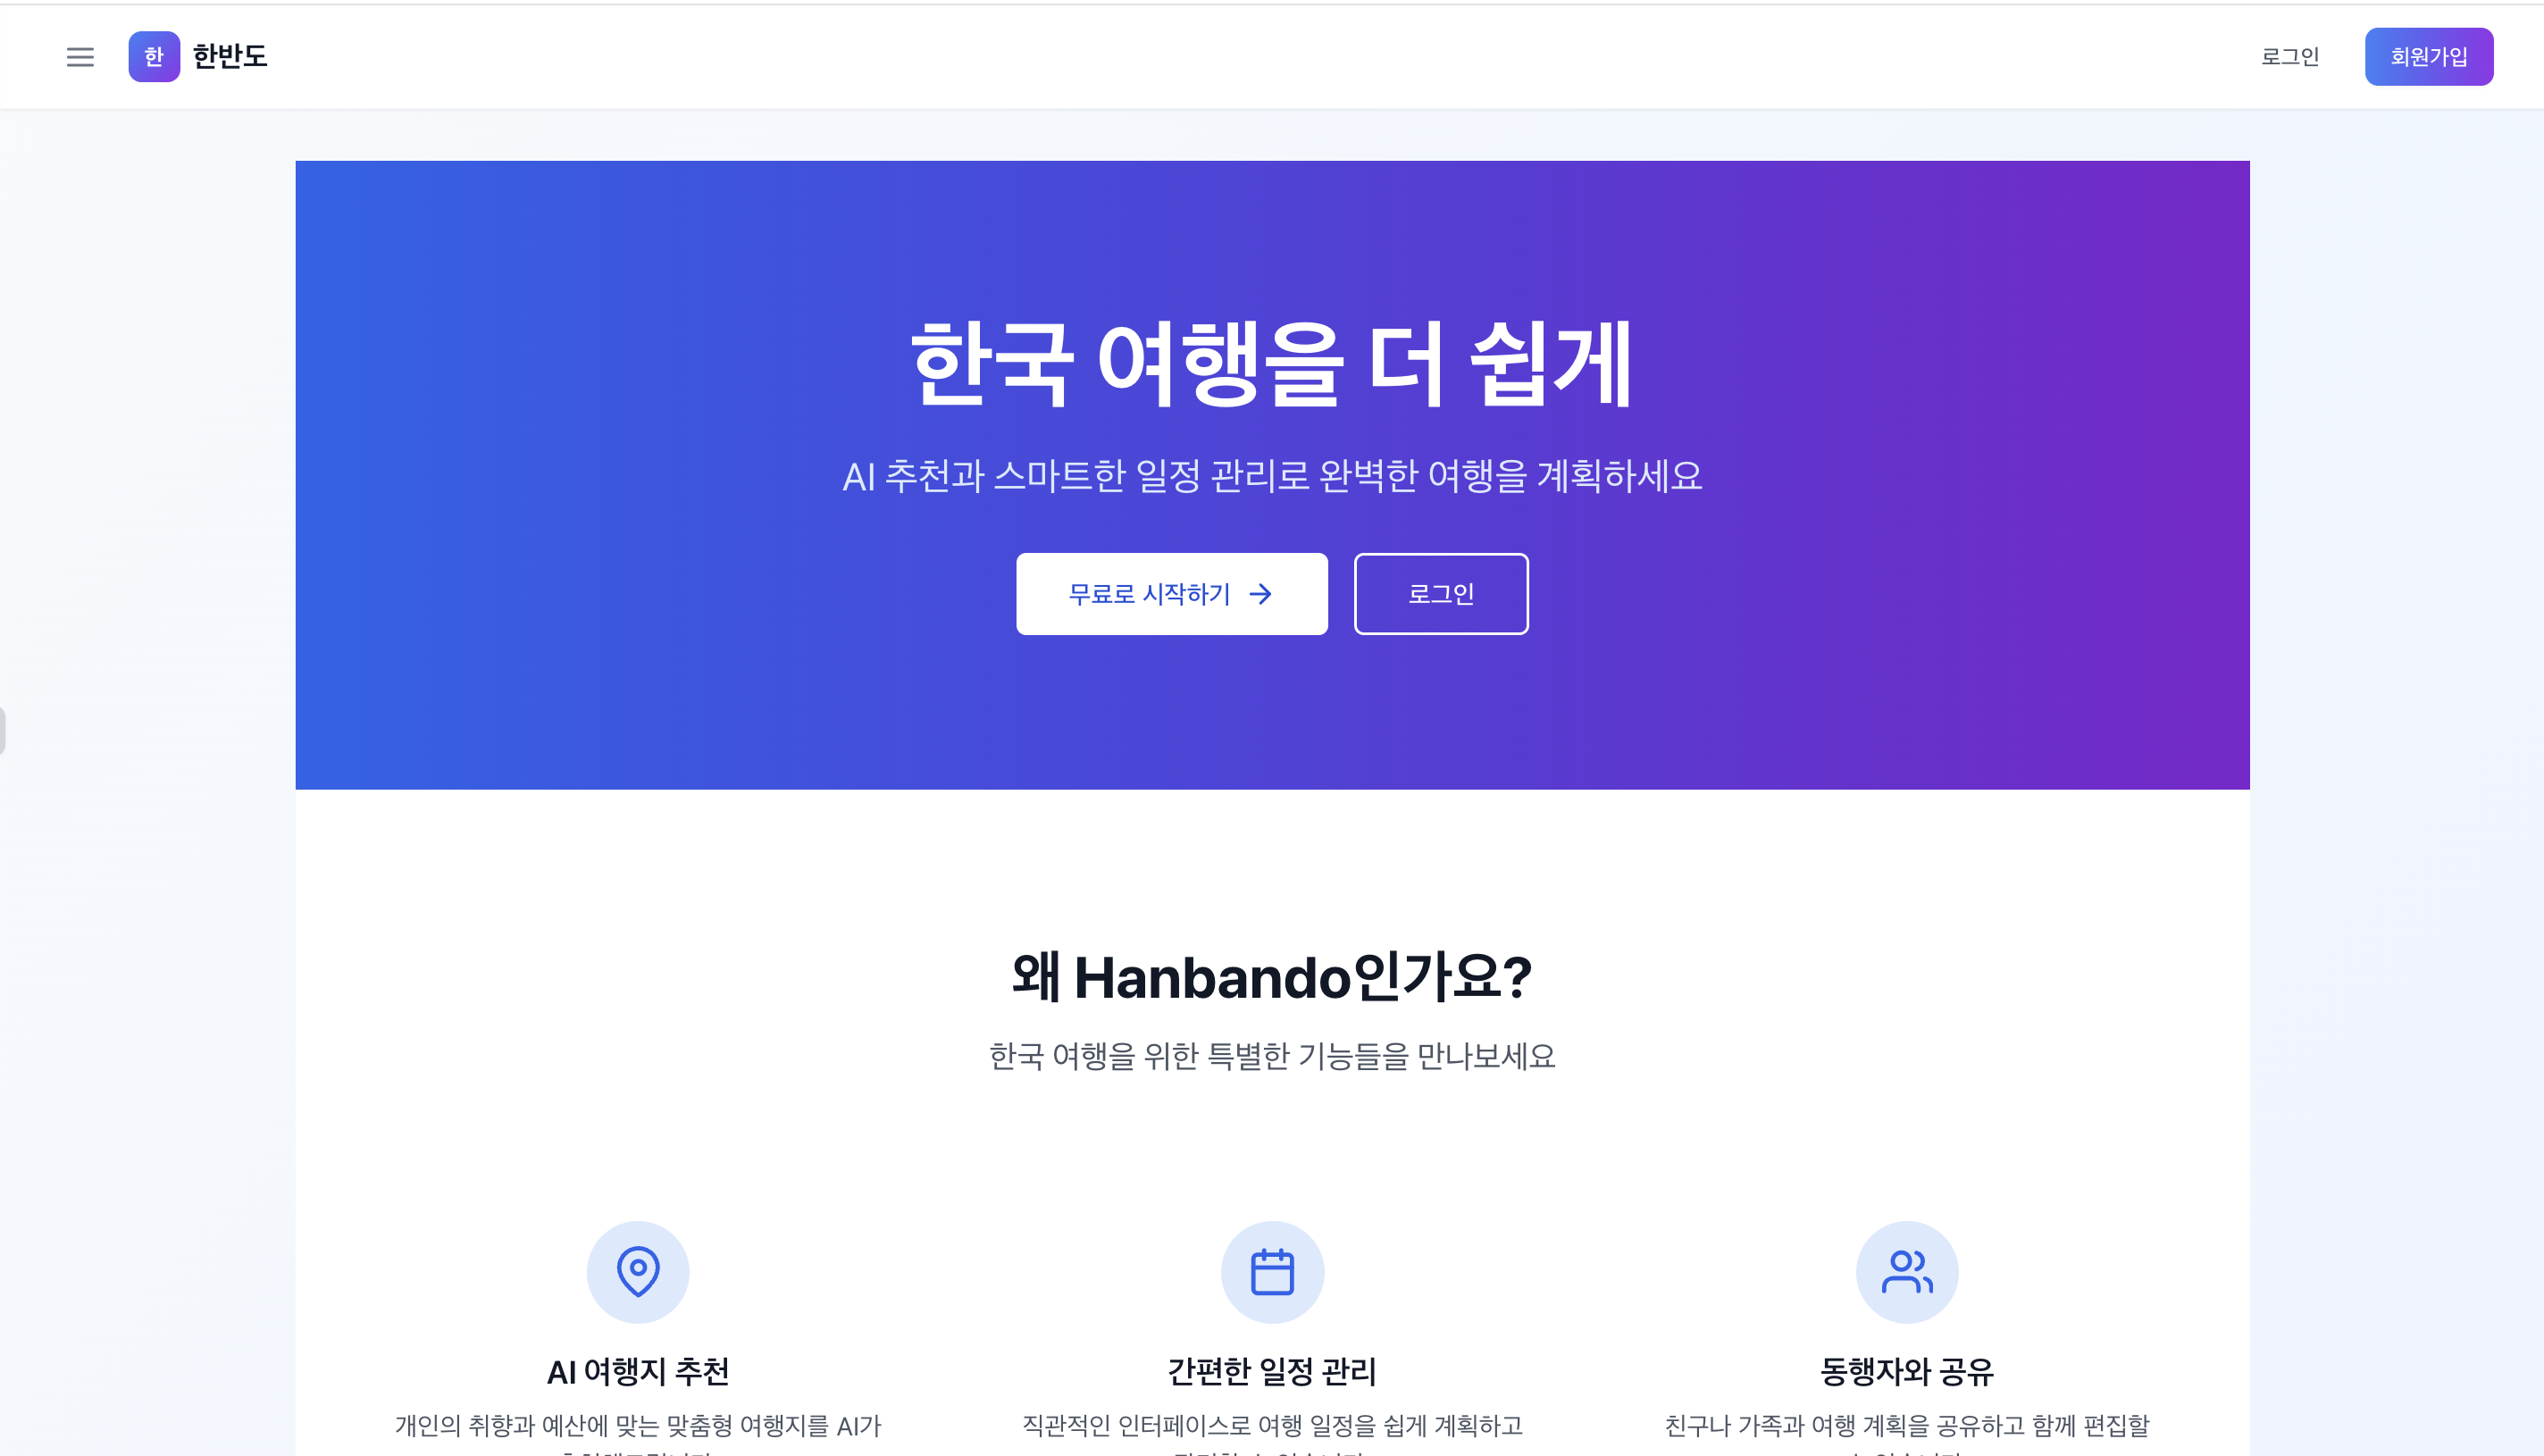 한 한반도
로그인 회원가입
한국 여행을 더 쉽게
AI 추천과 스마트한 일정 관리로 완벽한 여행을 계획하세요
무료로 시작하기 로그인
왜 Hanbando인가요?
한국 여행을 위한 특별한 기능들을 만나보세요
AI 여행지 추천
개인의 취향과 예산에 맞는 맞춤형 여행지를 AI가
간편한 일정 관리
직관적인 인터페이스로 여행 일정을 쉽게 계획하고
동행자와 공유
친구나 가족과 여행 계획을 공유하고 함께 편집할